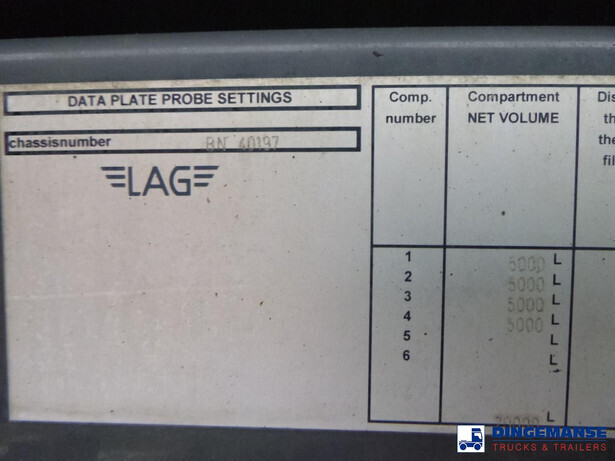 DATA PLATE PROBE SETTINGS
chassisnumber BN 40197
LAG
Comp. number
Compartment NET VOLUME
1 5000 L
2 5000 L
3 5000 L
4 5000 L
5 L
6 L
L
DINGEMANSE
TRUCKS & TRAILERS